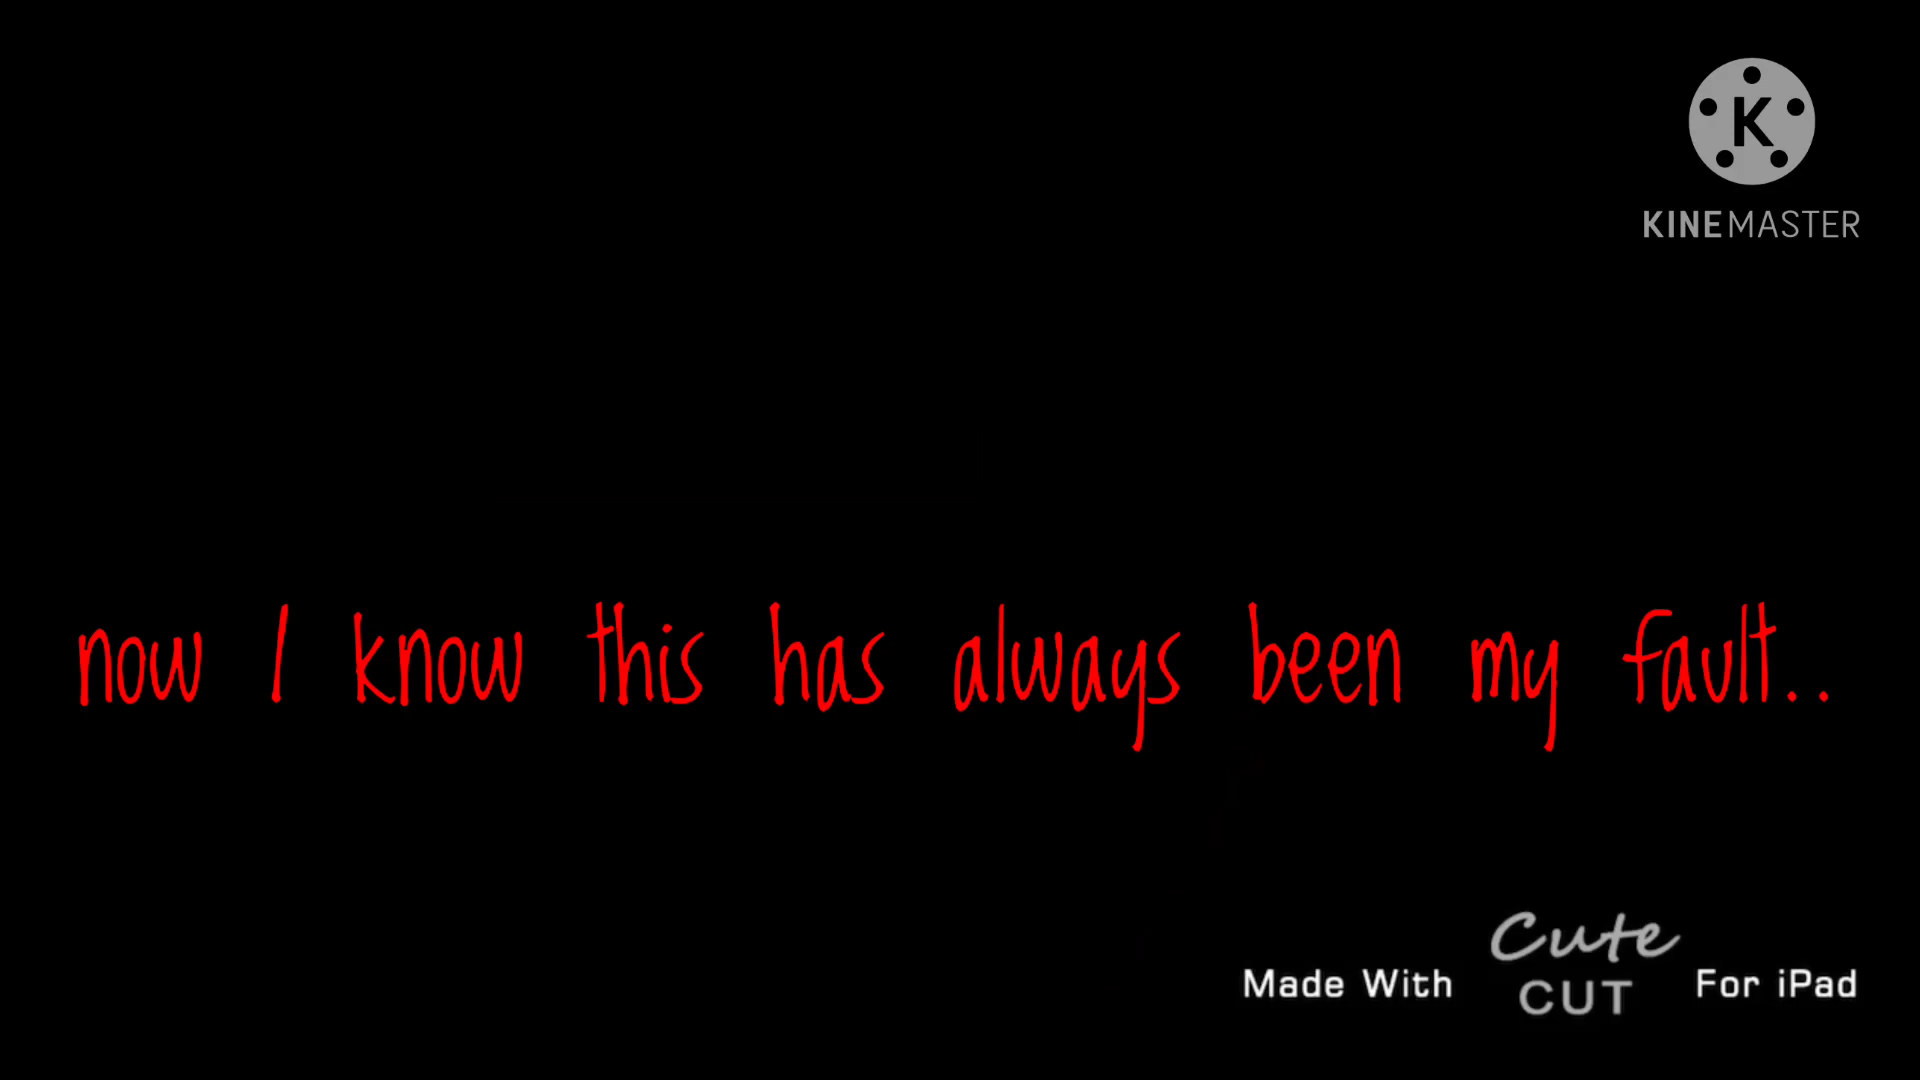 K
KINEMASTER
now I know this has always been my fault..
Cute
Made With CUT For iPad